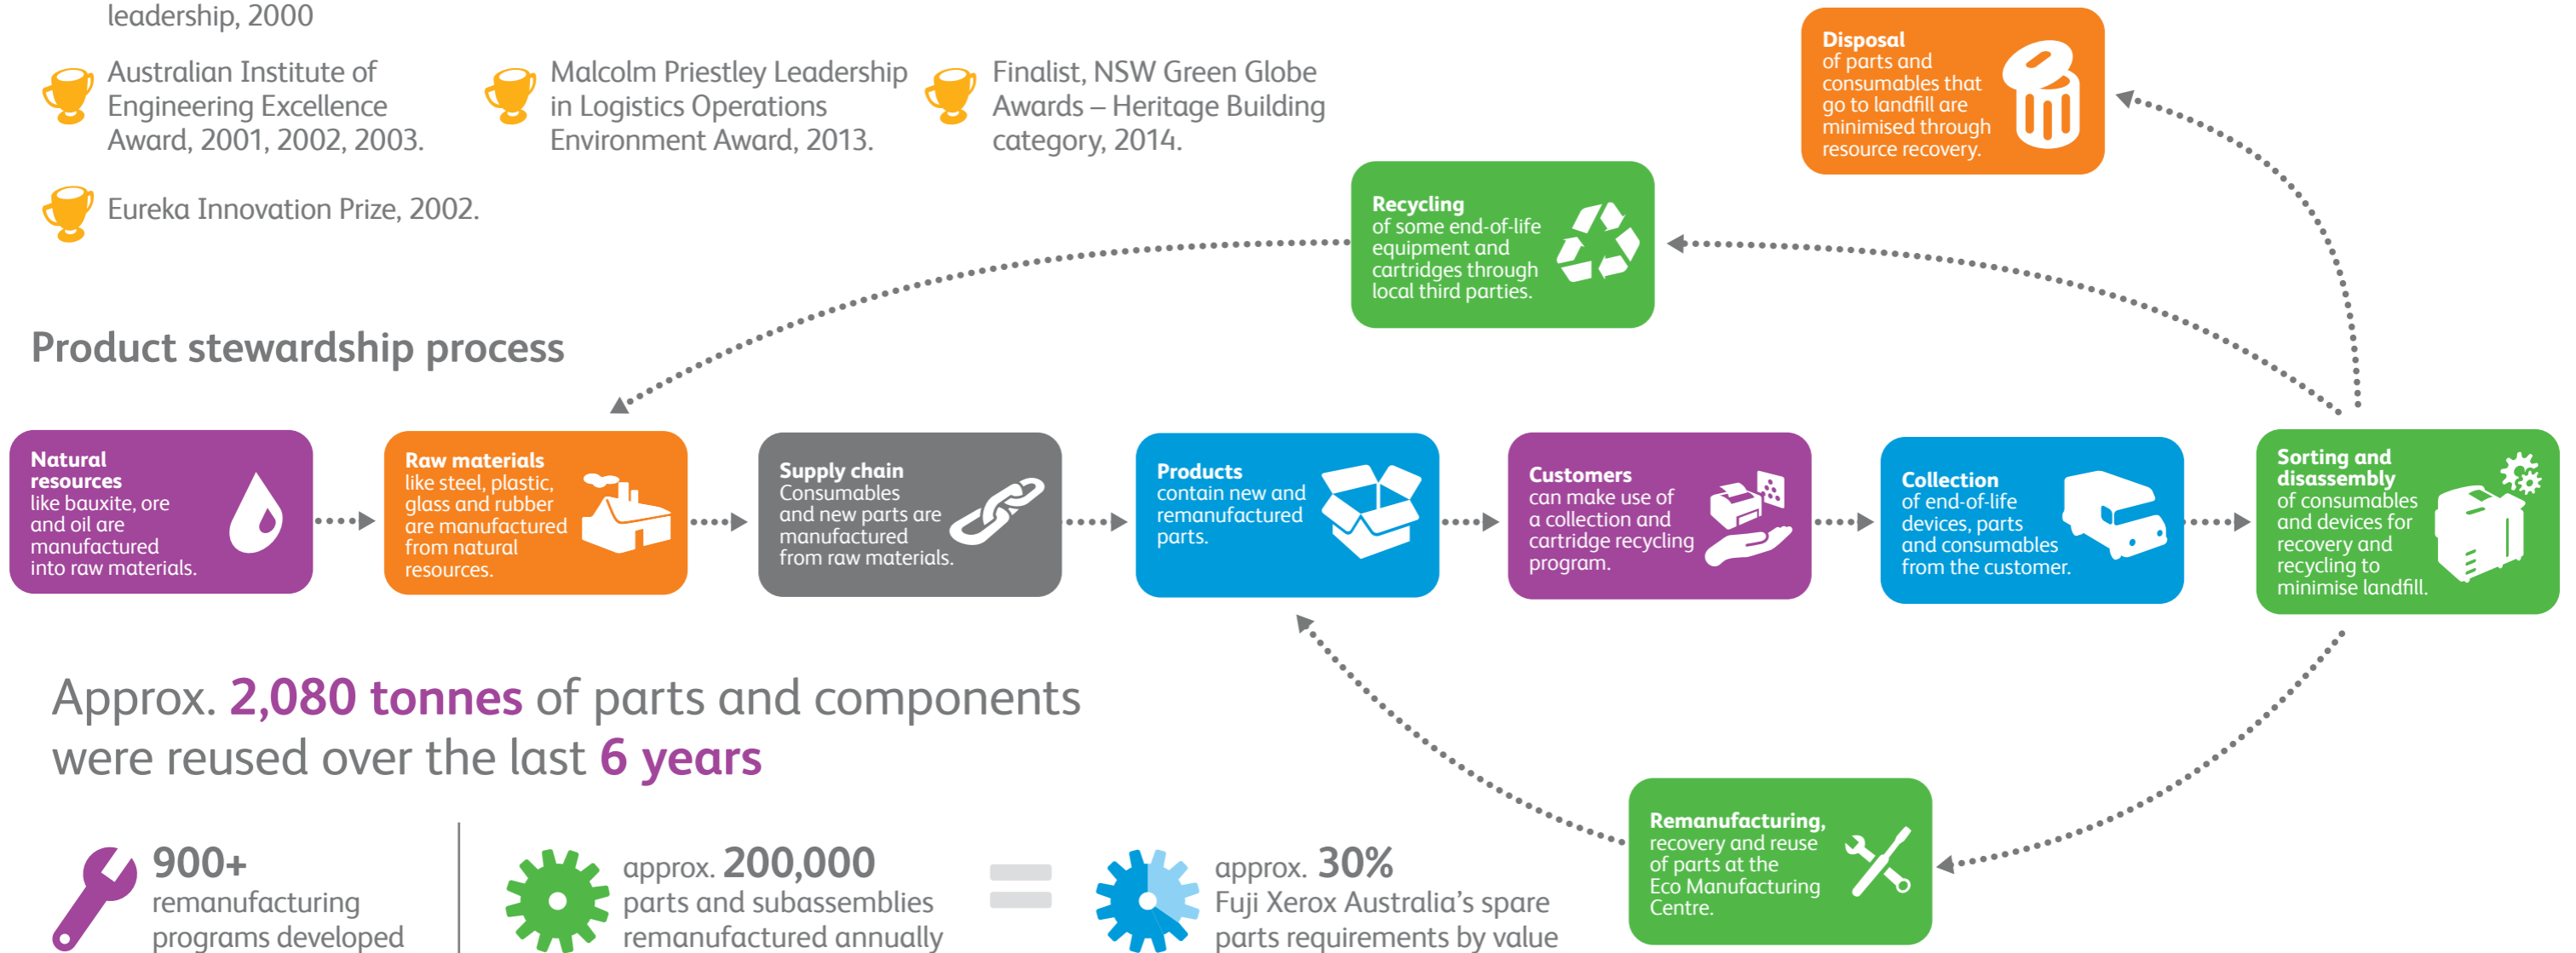 leadership, 2000
Australian Institute of
Engineering Excellence
Award, 2001, 2002, 2003.
Eureka Innovation Prize, 2002.
Malcolm Priestley Leadership
in Logistics Operations
Environment Award, 2013.
Finalist, NSW Green Globe
Awards – Heritage Building
category, 2014.
Disposal
of parts and
consumables that
go to landfill are
minimised through
resource recovery.
Recycling
of some end-of-life
equipment and
cartridges through
local third parties.
Product stewardship process
Natural
resources
like bauxite, ore
and oil are
manufactured
into raw materials.
Raw materials
like steel, plastic,
glass and rubber
are manufactured
from natural
resources.
Supply chain
Consumables
and new parts are
manufactured
from raw materials.
Products
contain new and
remanufactured
parts.
Customers
can make use of
a collection and
cartridge recycling
program.
Collection
of end-of-life
devices, parts
and consumables
from the customer.
Sorting and
disassembly
of consumables
and devices for
recovery and
recycling to
minimise landfill.
Remanufacturing,
recovery and reuse
of parts at the
Eco Manufacturing
Centre.
Approx. 2,080 tonnes of parts and components
were reused over the last 6 years
900+
remanufacturing
programs developed
approx. 200,000
parts and subassemblies
remanufactured annually
=
approx. 30%
Fuji Xerox Australia's spare
parts requirements by value